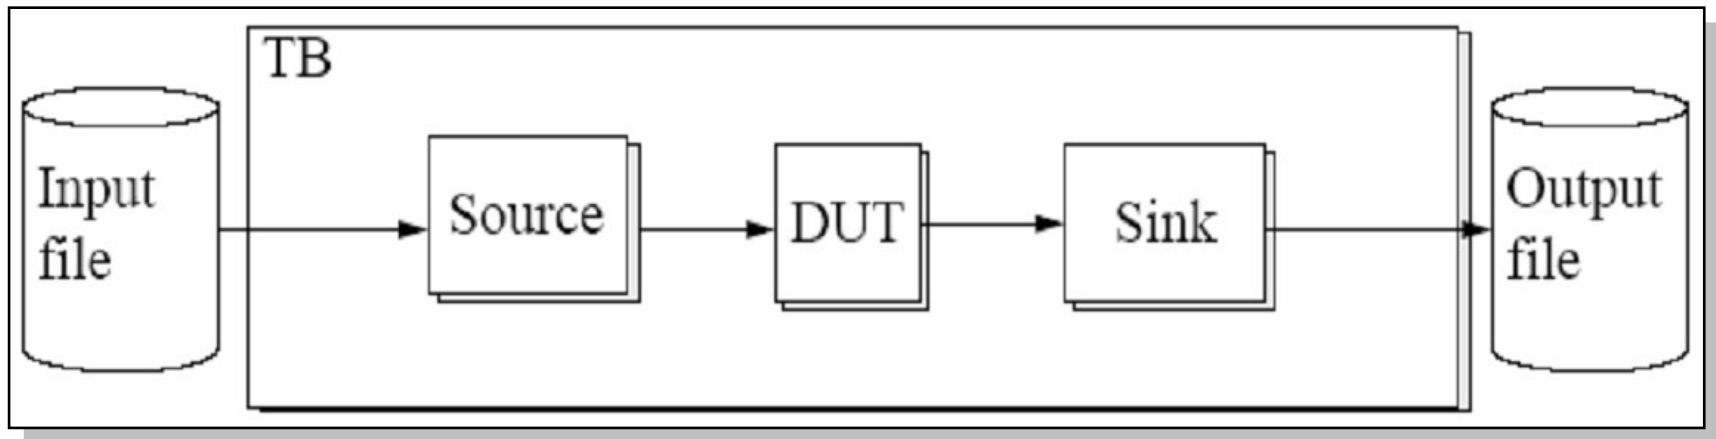 TB
Input
file
Source
DUT
Sink
Output
file